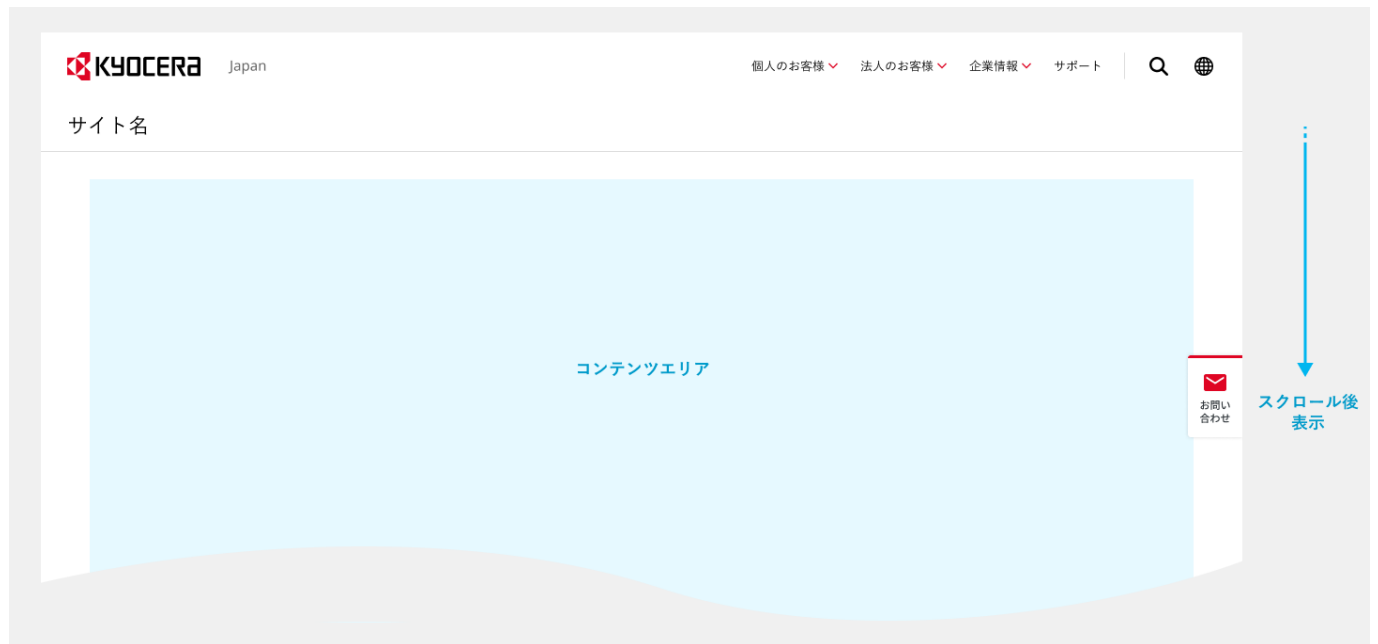 KYOCERA Japan 個人のお客様 法人のお客様 企業情報 サポート
サイト名
コンテンツエリア
お問い
合わせ
スクロール後
表示